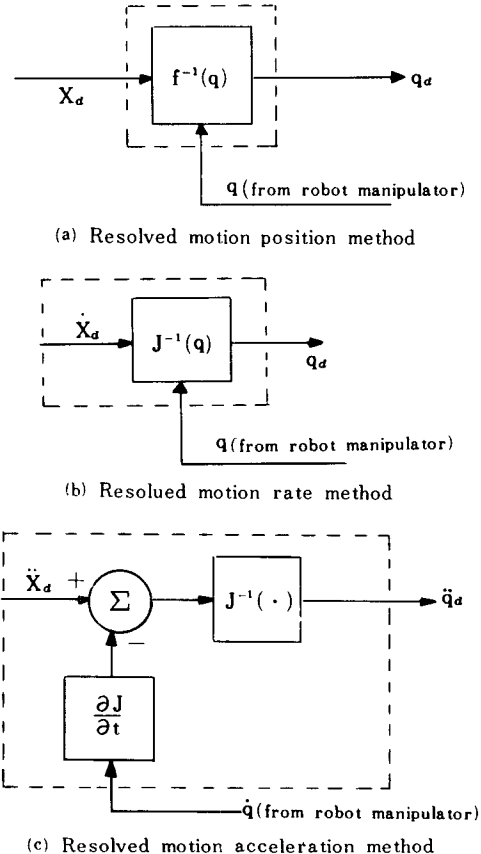 f⁻¹(q)
X_d
q_d
q (from robot manipulator)
(a) Resolved motion position method
Ẋ_d
J⁻¹(q)
q_d
q (from robot manipulator)
(b) Resolued motion rate method
Ẍ_d
+
Σ
J⁻¹( · )
q̈_d
−
∂J
∂t
q̇ (from robot manipulator)
(c) Resolved motion acceleration method